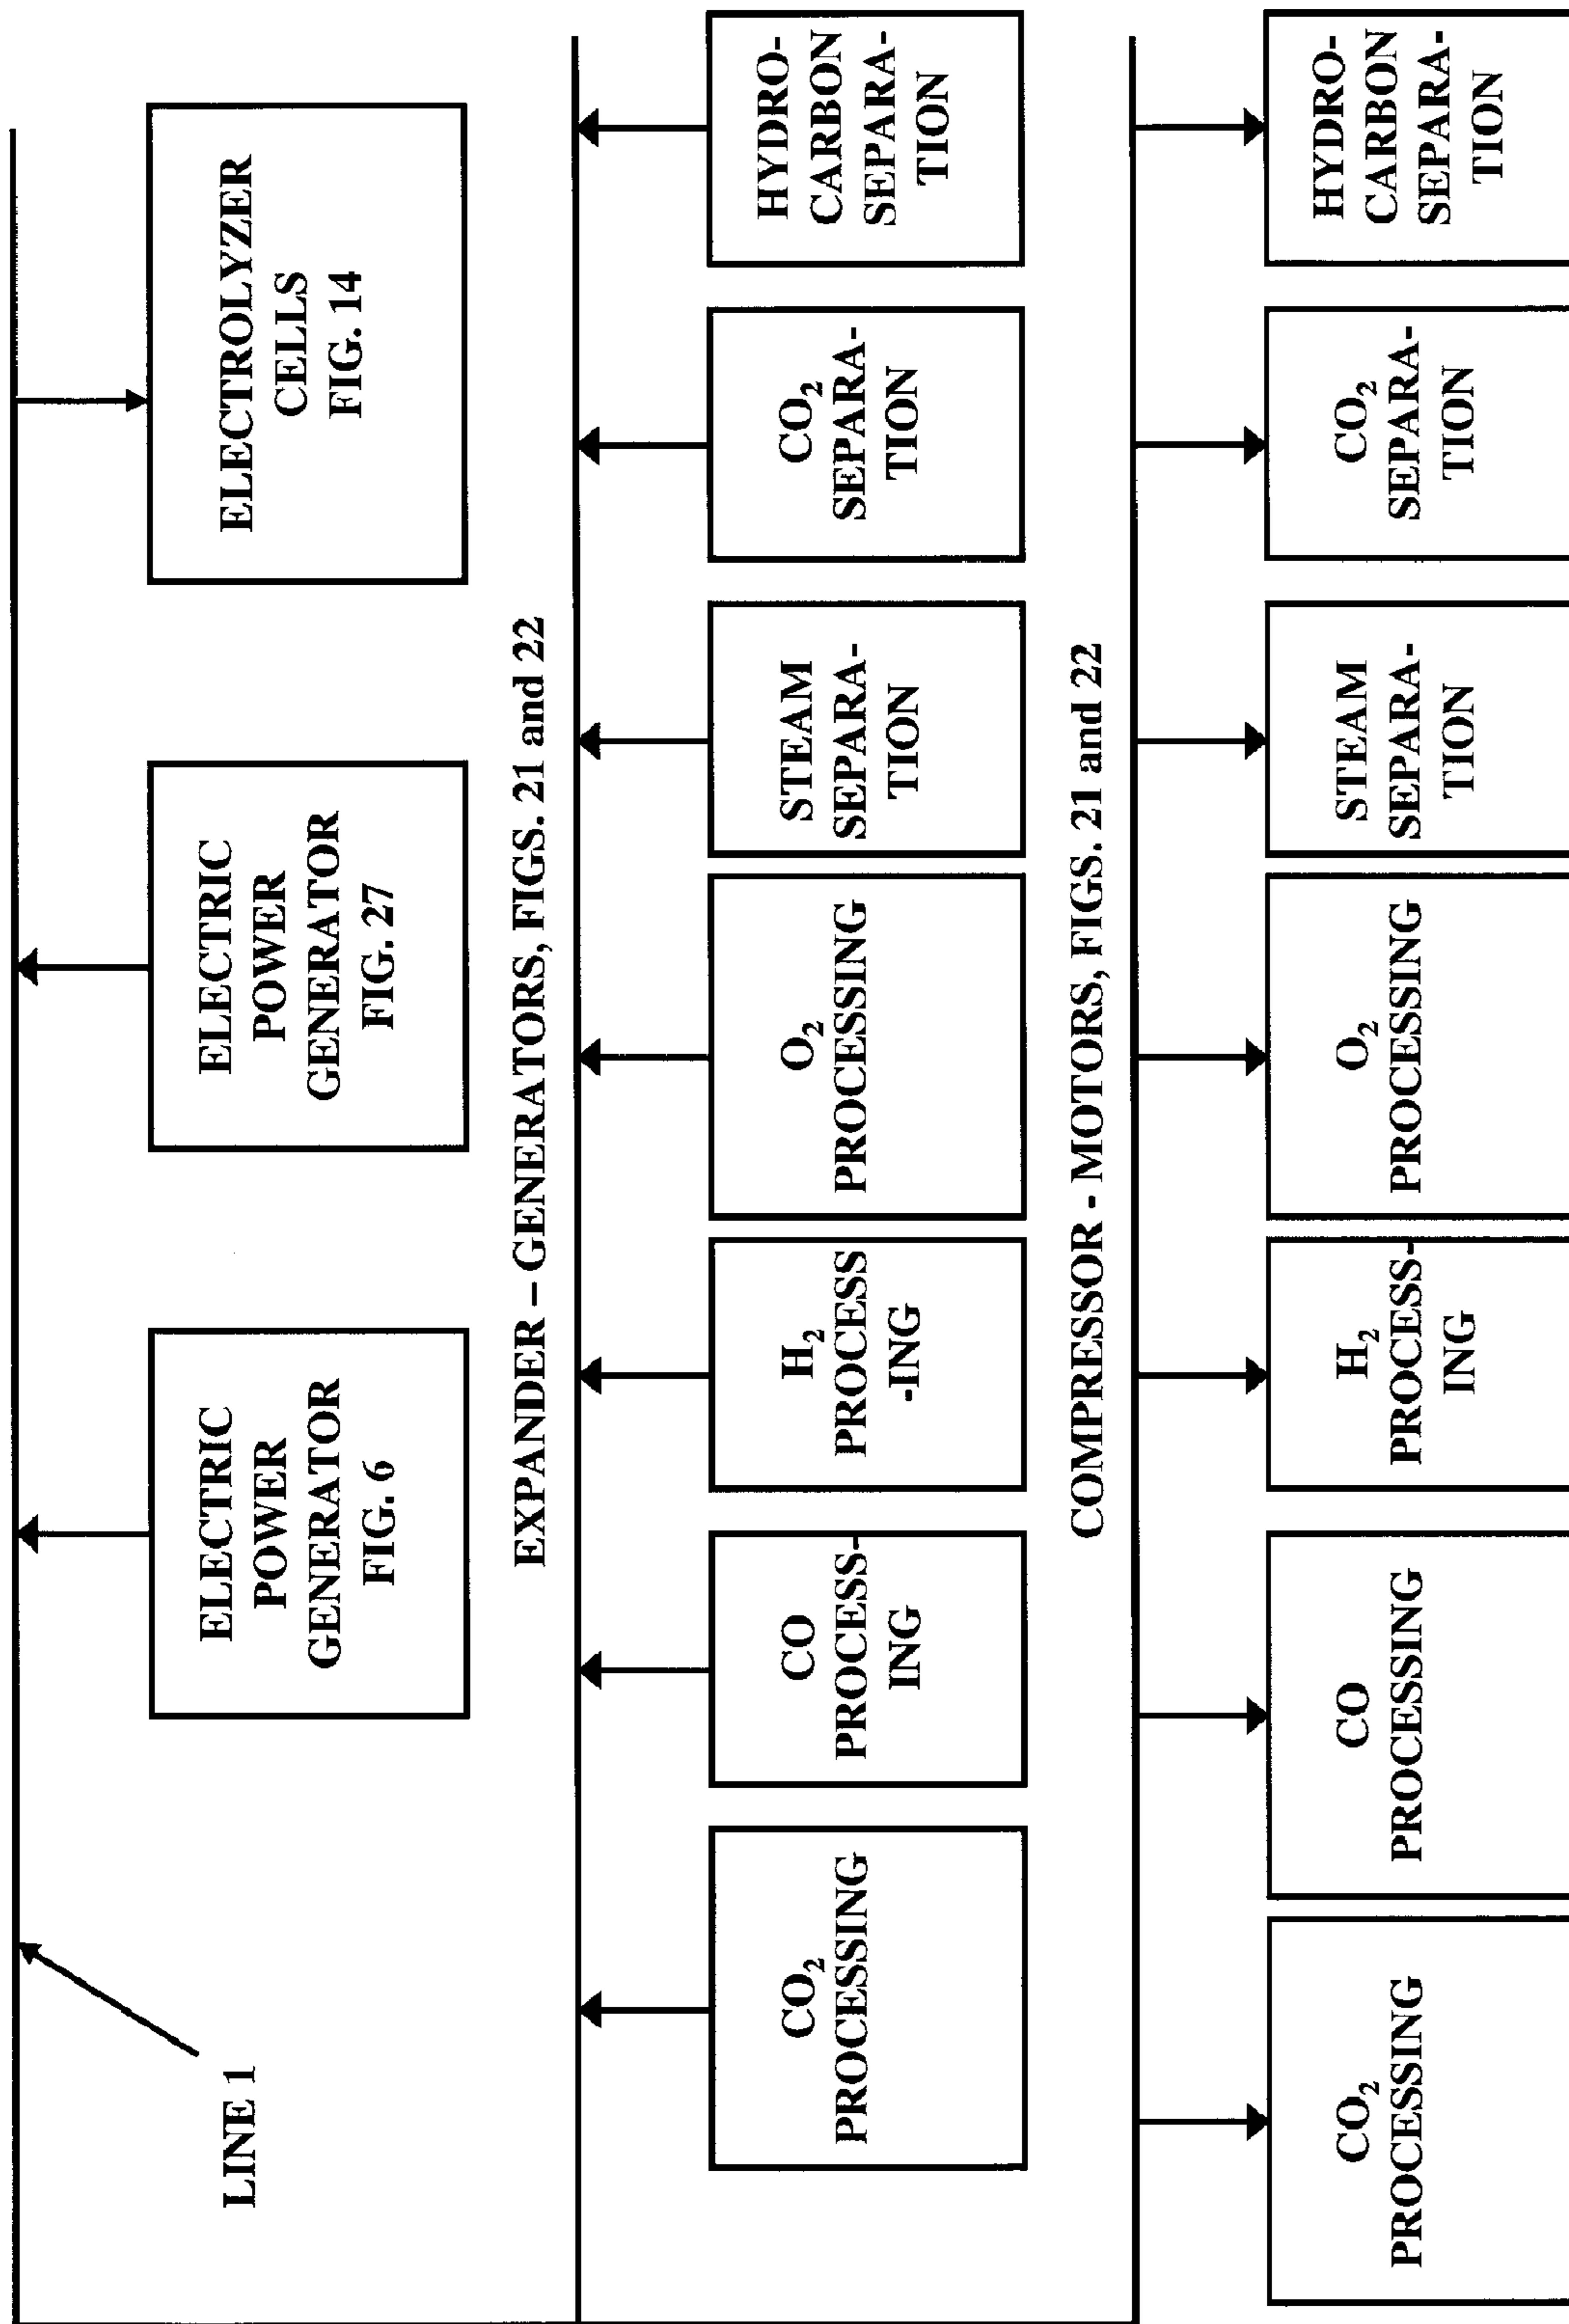 LINE 1
ELECTRIC
POWER
GENERATOR
FIG. 6
ELECTRIC
POWER
GENERATOR
FIG. 27
ELECTROLYZER
CELLS
FIG. 14
EXPANDER – GENERATORS, FIGS. 21 and 22
CO₂
PROCESSING
CO
PROCESS-
ING
H₂
PROCESS
-ING
O₂
PROCESSING
STEAM
SEPARA-
TION
CO₂
SEPARA-
TION
HYDRO-
CARBON
SEPARA-
TION
COMPRESSOR - MOTORS, FIGS. 21 and 22
CO₂
PROCESSING
CO
PROCESSING
H₂
PROCESS-
ING
O₂
PROCESSING
STEAM
SEPARA-
TION
CO₂
SEPARA-
TION
HYDRO-
CARBON
SEPARA-
TION